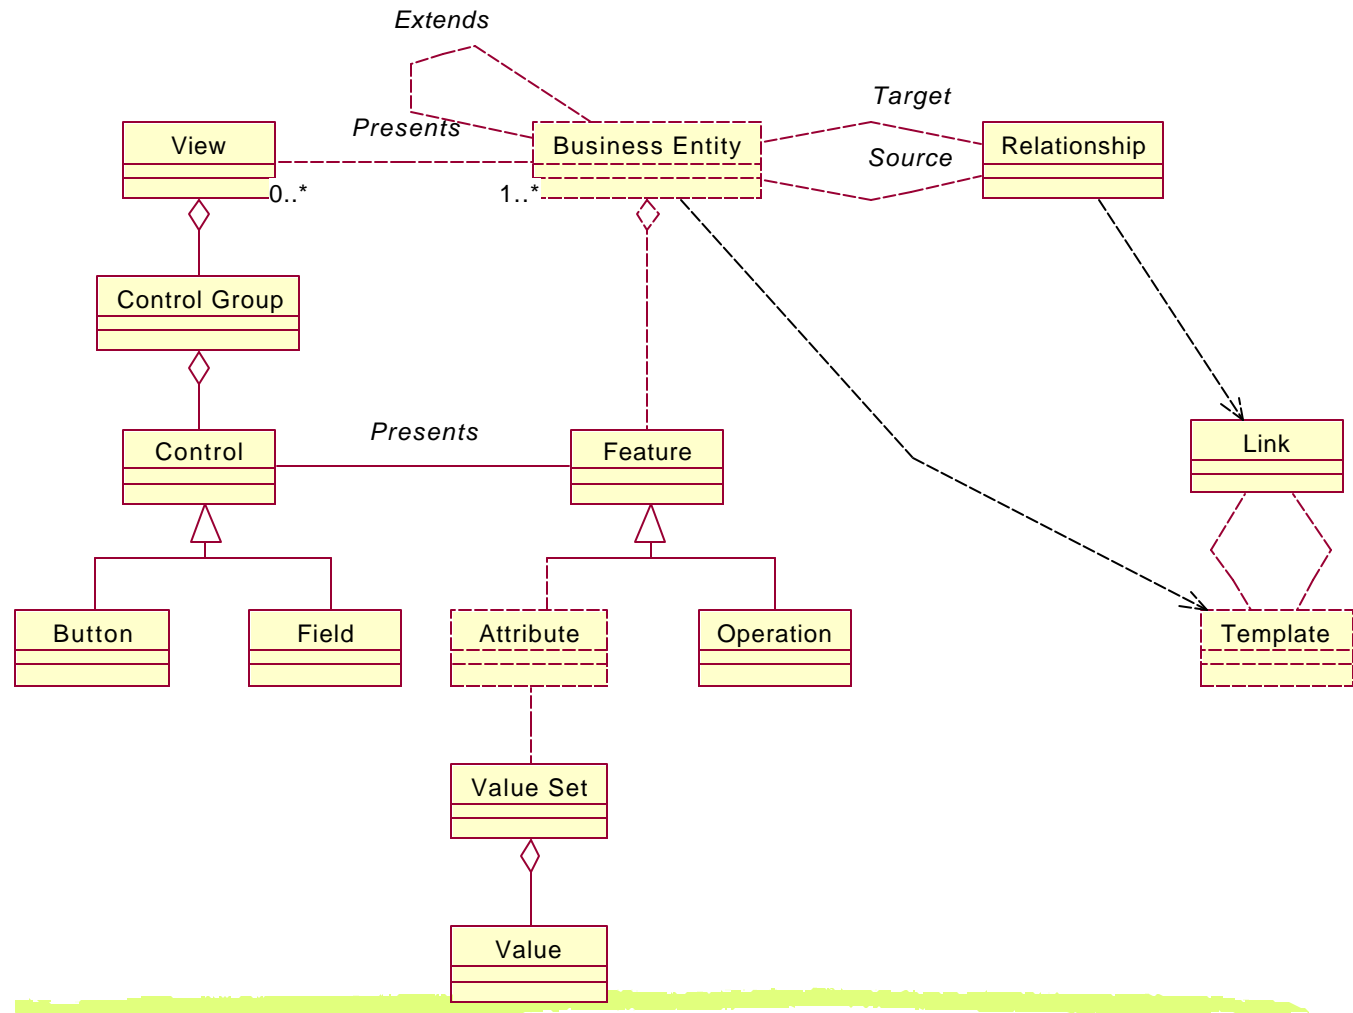 Extends
Target
Presents
View
Business Entity
Source
Relationship
0..*
1..*
Control Group
Presents
Control
Feature
Link
Button
Field
Attribute
Operation
Template
Value Set
Value